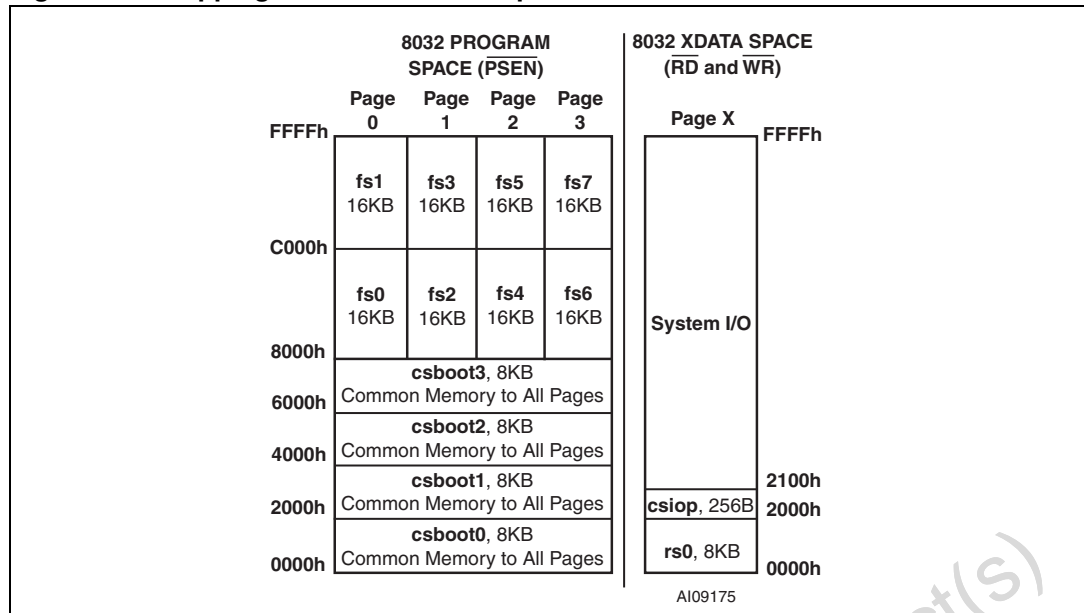 8032 PROGRAM
SPACE (PSEN)
Page 0
Page 1
Page 2
Page 3
FFFFh
fs1
16KB
fs3
16KB
fs5
16KB
fs7
16KB
C000h
fs0
16KB
fs2
16KB
fs4
16KB
fs6
16KB
8000h
csboot3, 8KB
Common Memory to All Pages
6000h
csboot2, 8KB
Common Memory to All Pages
4000h
csboot1, 8KB
Common Memory to All Pages
2000h
csboot0, 8KB
Common Memory to All Pages
0000h
8032 XDATA SPACE
(RD and WR)
Page X
FFFFh
System I/O
2100h
csiop, 256B
2000h
rs0, 8KB
0000h
AI09175